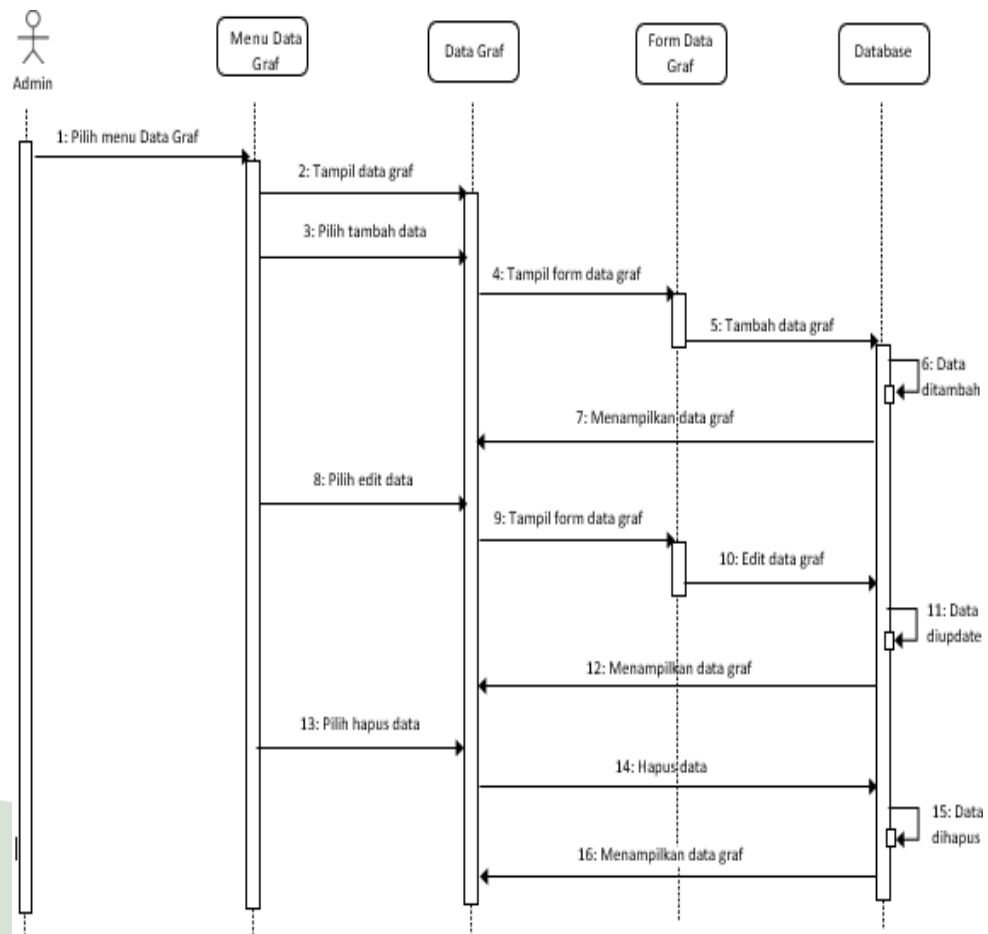 Admin
Menu Data
Graf
Data Graf
Form Data
Graf
Database
1: Pilih menu Data Graf
2: Tampil data graf
3: Pilih tambah data
4: Tampil form data graf
5: Tambah data graf
6: Data
ditambah
7: Menampilkan data graf
8: Pilih edit data
9: Tampil form data graf
10: Edit data graf
11: Data
diupdate
12: Menampilkan data graf
13: Pilih hapus data
14: Hapus data
15: Data
dihapus
16: Menampilkan data graf